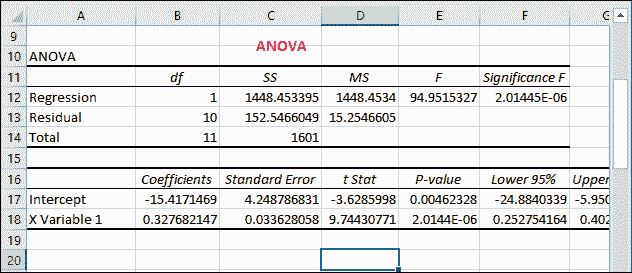 A B C D E F G
9 ANOVA
10 ANOVA
11 df SS MS F Significance F
12 Regression 1 1448.453395 1448.4534 94.9515327 2.01445E-06
13 Residual 10 152.5466049 15.2546605
14 Total 11 1601
15
16 Coefficients Standard Error t Stat P-value Lower 95% Upper
17 Intercept -15.4171469 4.248786831 -3.6285998 0.00462328 -24.8840339 -5.950
18 X Variable 1 0.327682147 0.033628058 9.74430771 2.0144E-06 0.252754164 0.402
19
20